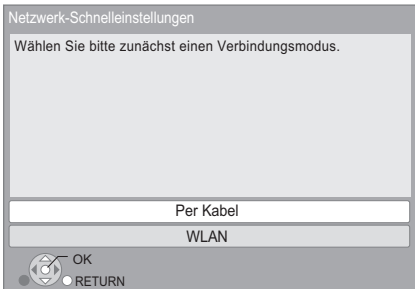 Netzwerk-Schnelleinstellungen
Wählen Sie bitte zunächst einen Verbindungsmodus.
Per Kabel
WLAN
OK
RETURN